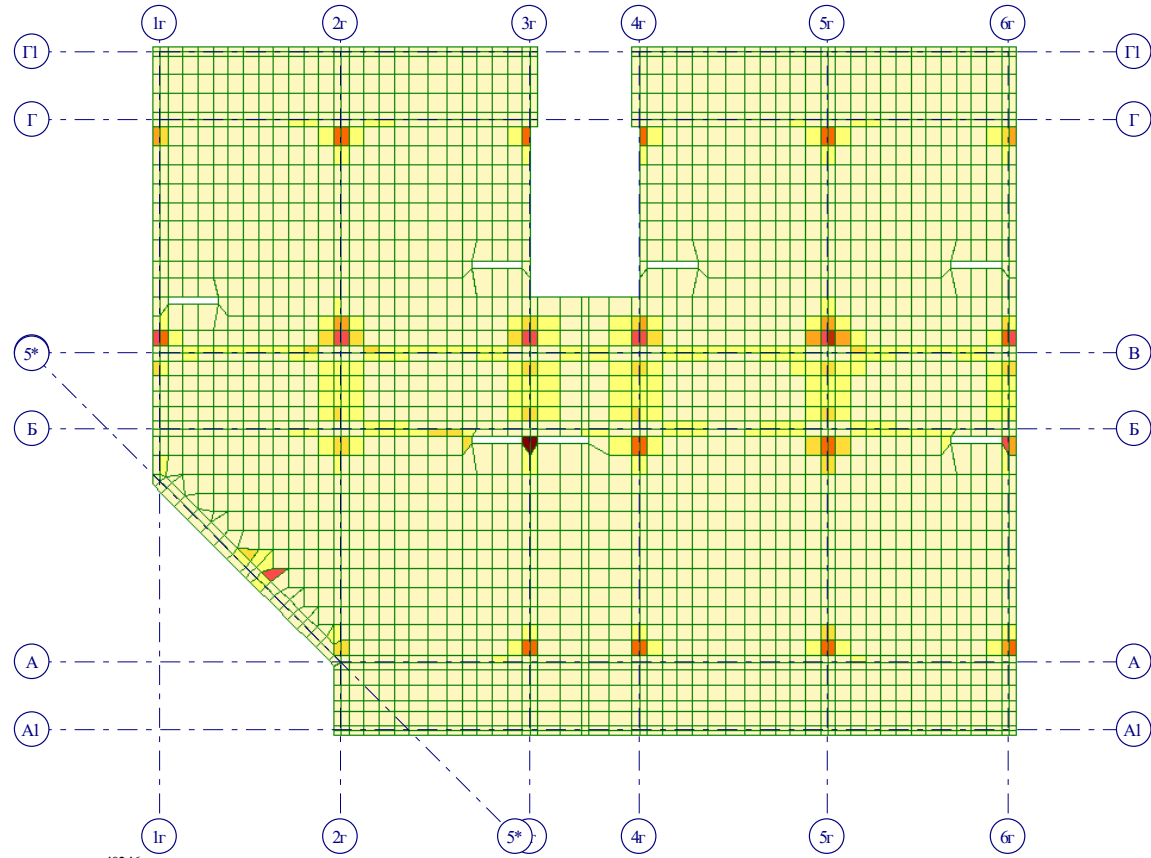 1г 2г 3г 4г 5г 6г
Г1 Г1
Г Г
5* В
Б Б
А А
А1 А1
1г 2г 5* г 4г 5г 6г